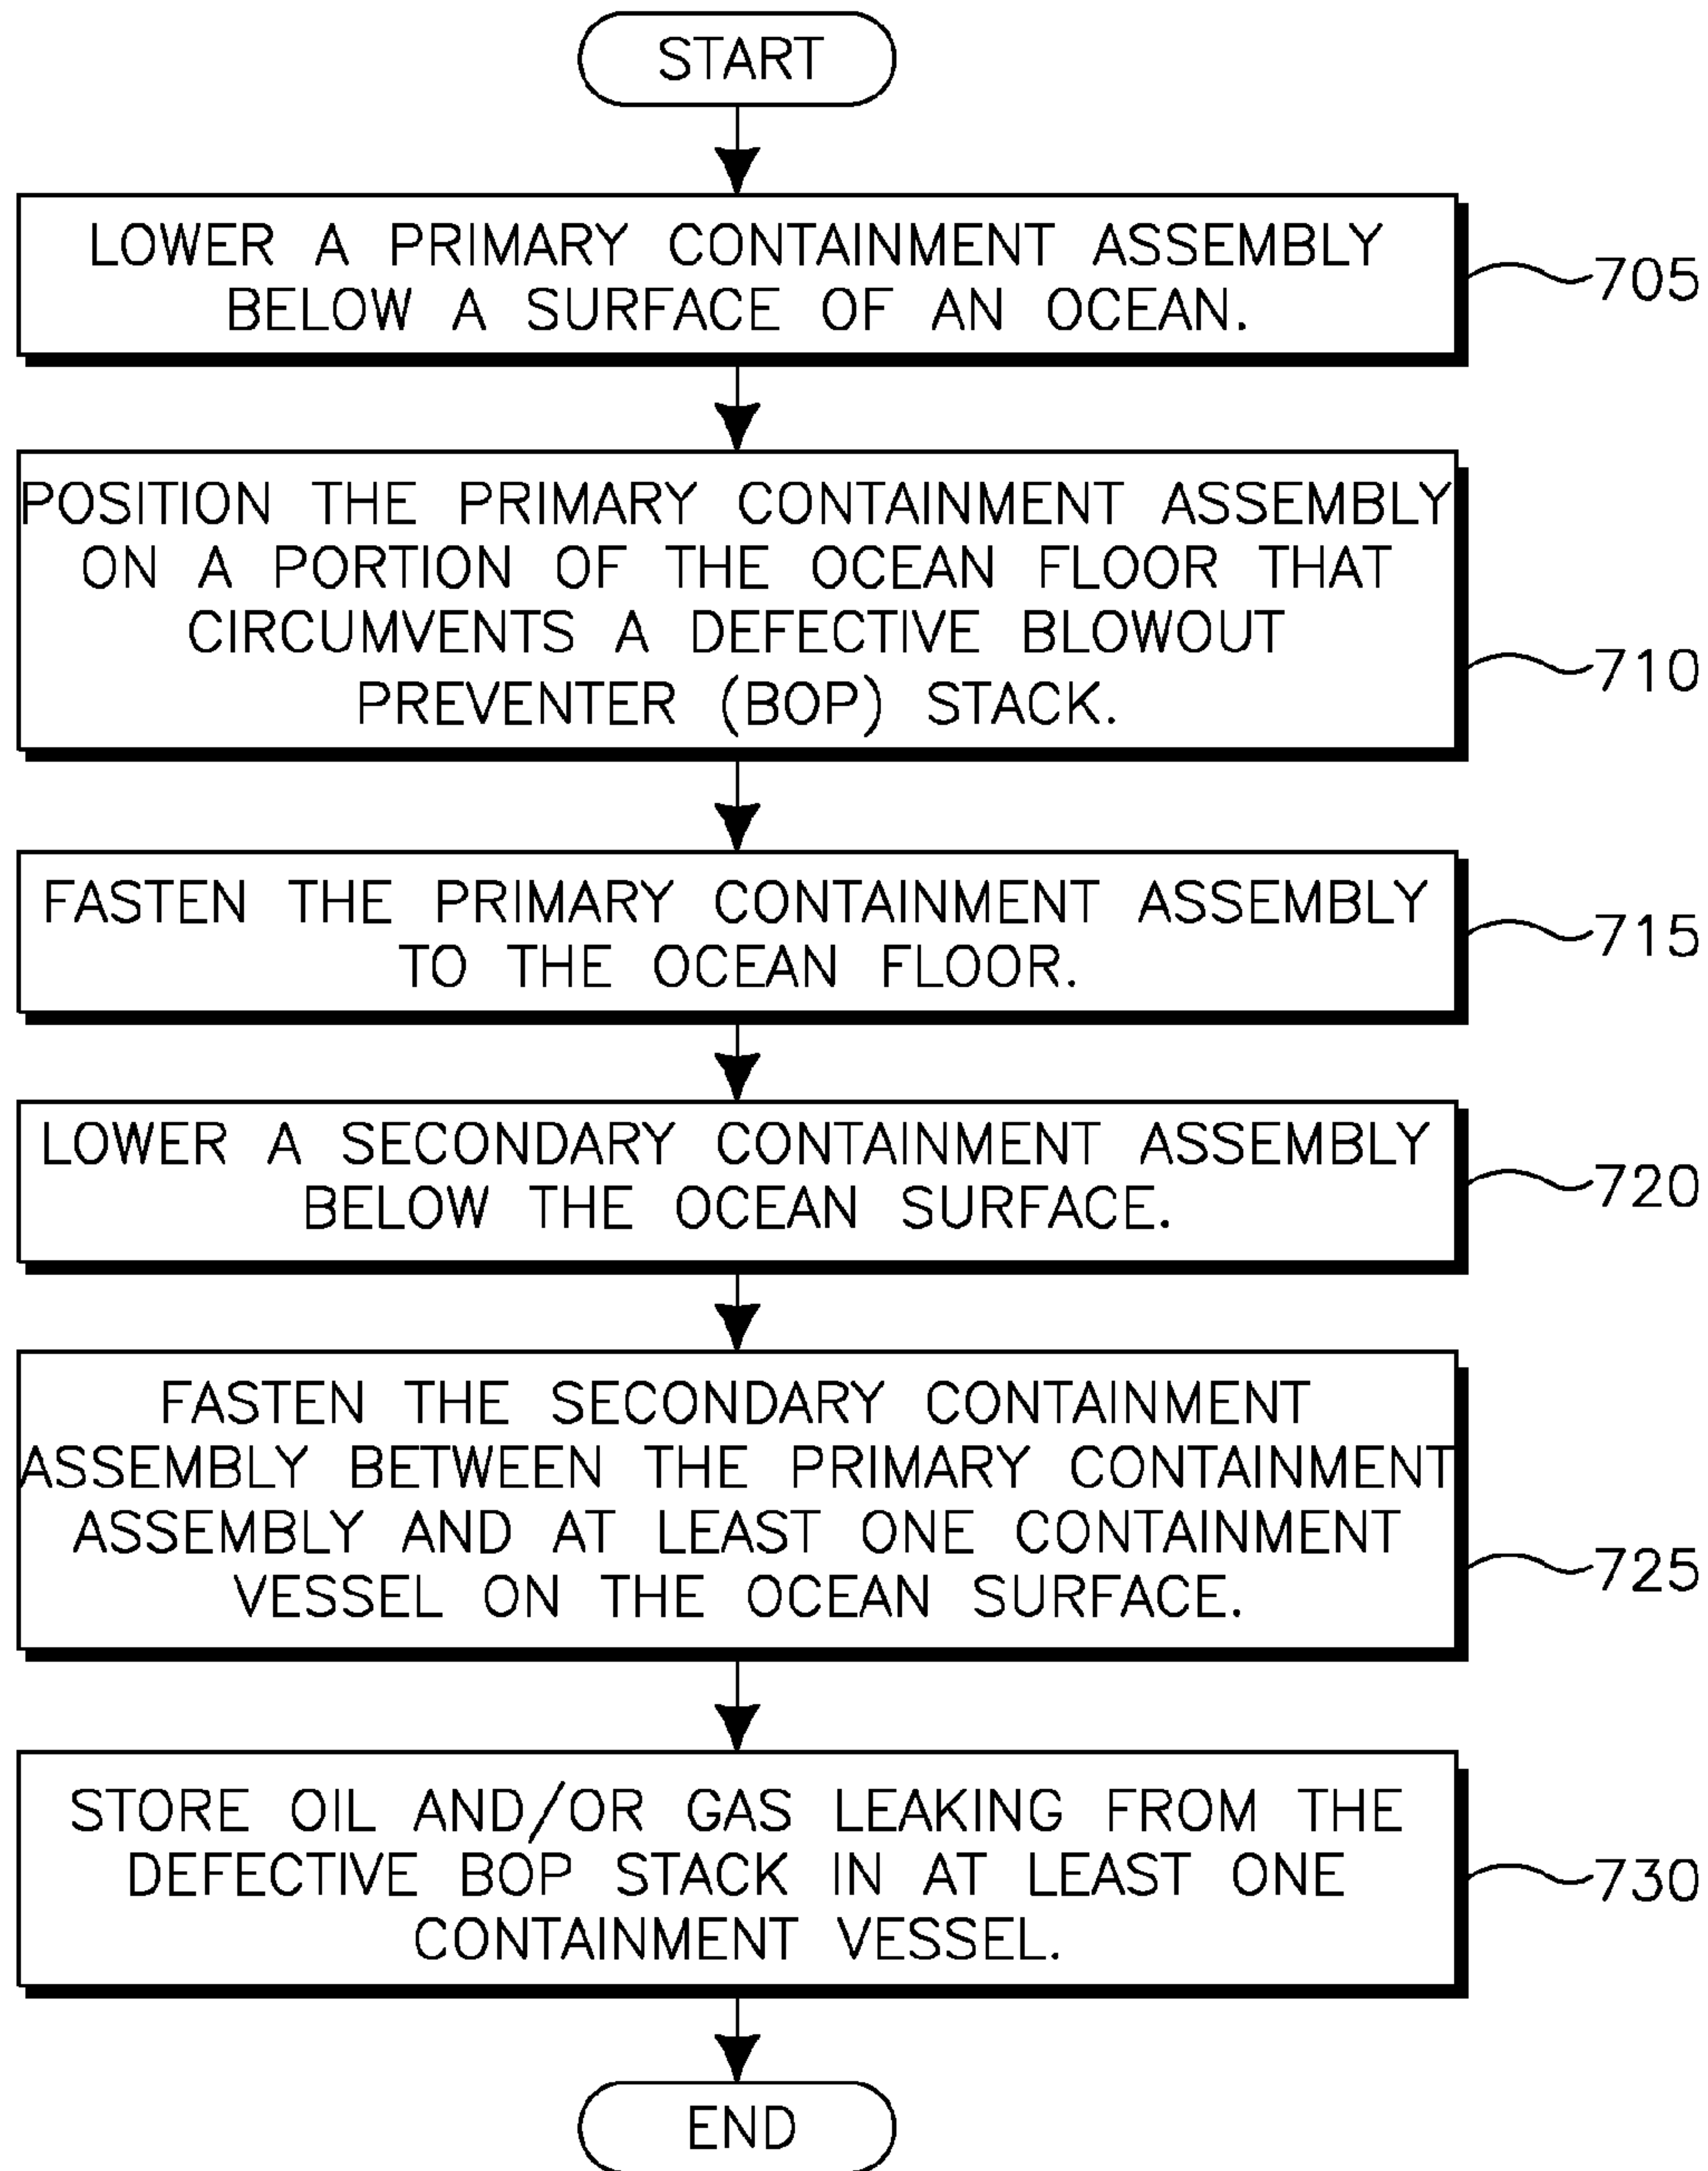 START
LOWER A PRIMARY CONTAINMENT ASSEMBLY
BELOW A SURFACE OF AN OCEAN.
705
POSITION THE PRIMARY CONTAINMENT ASSEMBLY
ON A PORTION OF THE OCEAN FLOOR THAT
CIRCUMVENTS A DEFECTIVE BLOWOUT
PREVENTER (BOP) STACK.
710
FASTEN THE PRIMARY CONTAINMENT ASSEMBLY
TO THE OCEAN FLOOR.
715
LOWER A SECONDARY CONTAINMENT ASSEMBLY
BELOW THE OCEAN SURFACE.
720
FASTEN THE SECONDARY CONTAINMENT
ASSEMBLY BETWEEN THE PRIMARY CONTAINMENT
ASSEMBLY AND AT LEAST ONE CONTAINMENT
VESSEL ON THE OCEAN SURFACE.
725
STORE OIL AND/OR GAS LEAKING FROM THE
DEFECTIVE BOP STACK IN AT LEAST ONE
CONTAINMENT VESSEL.
730
END